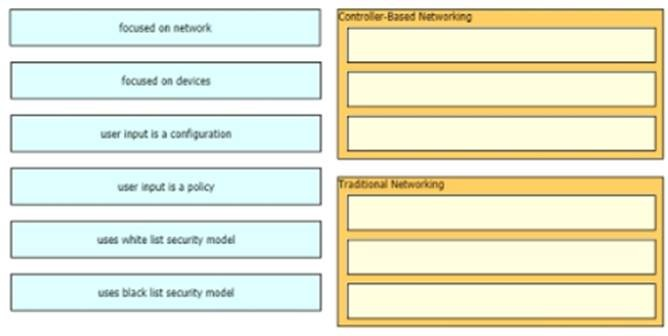 focused on network
focused on devices
user input is a configuration
user input is a policy
uses white list security model
uses black list security model
Controller-Based Networking
Traditional Networking